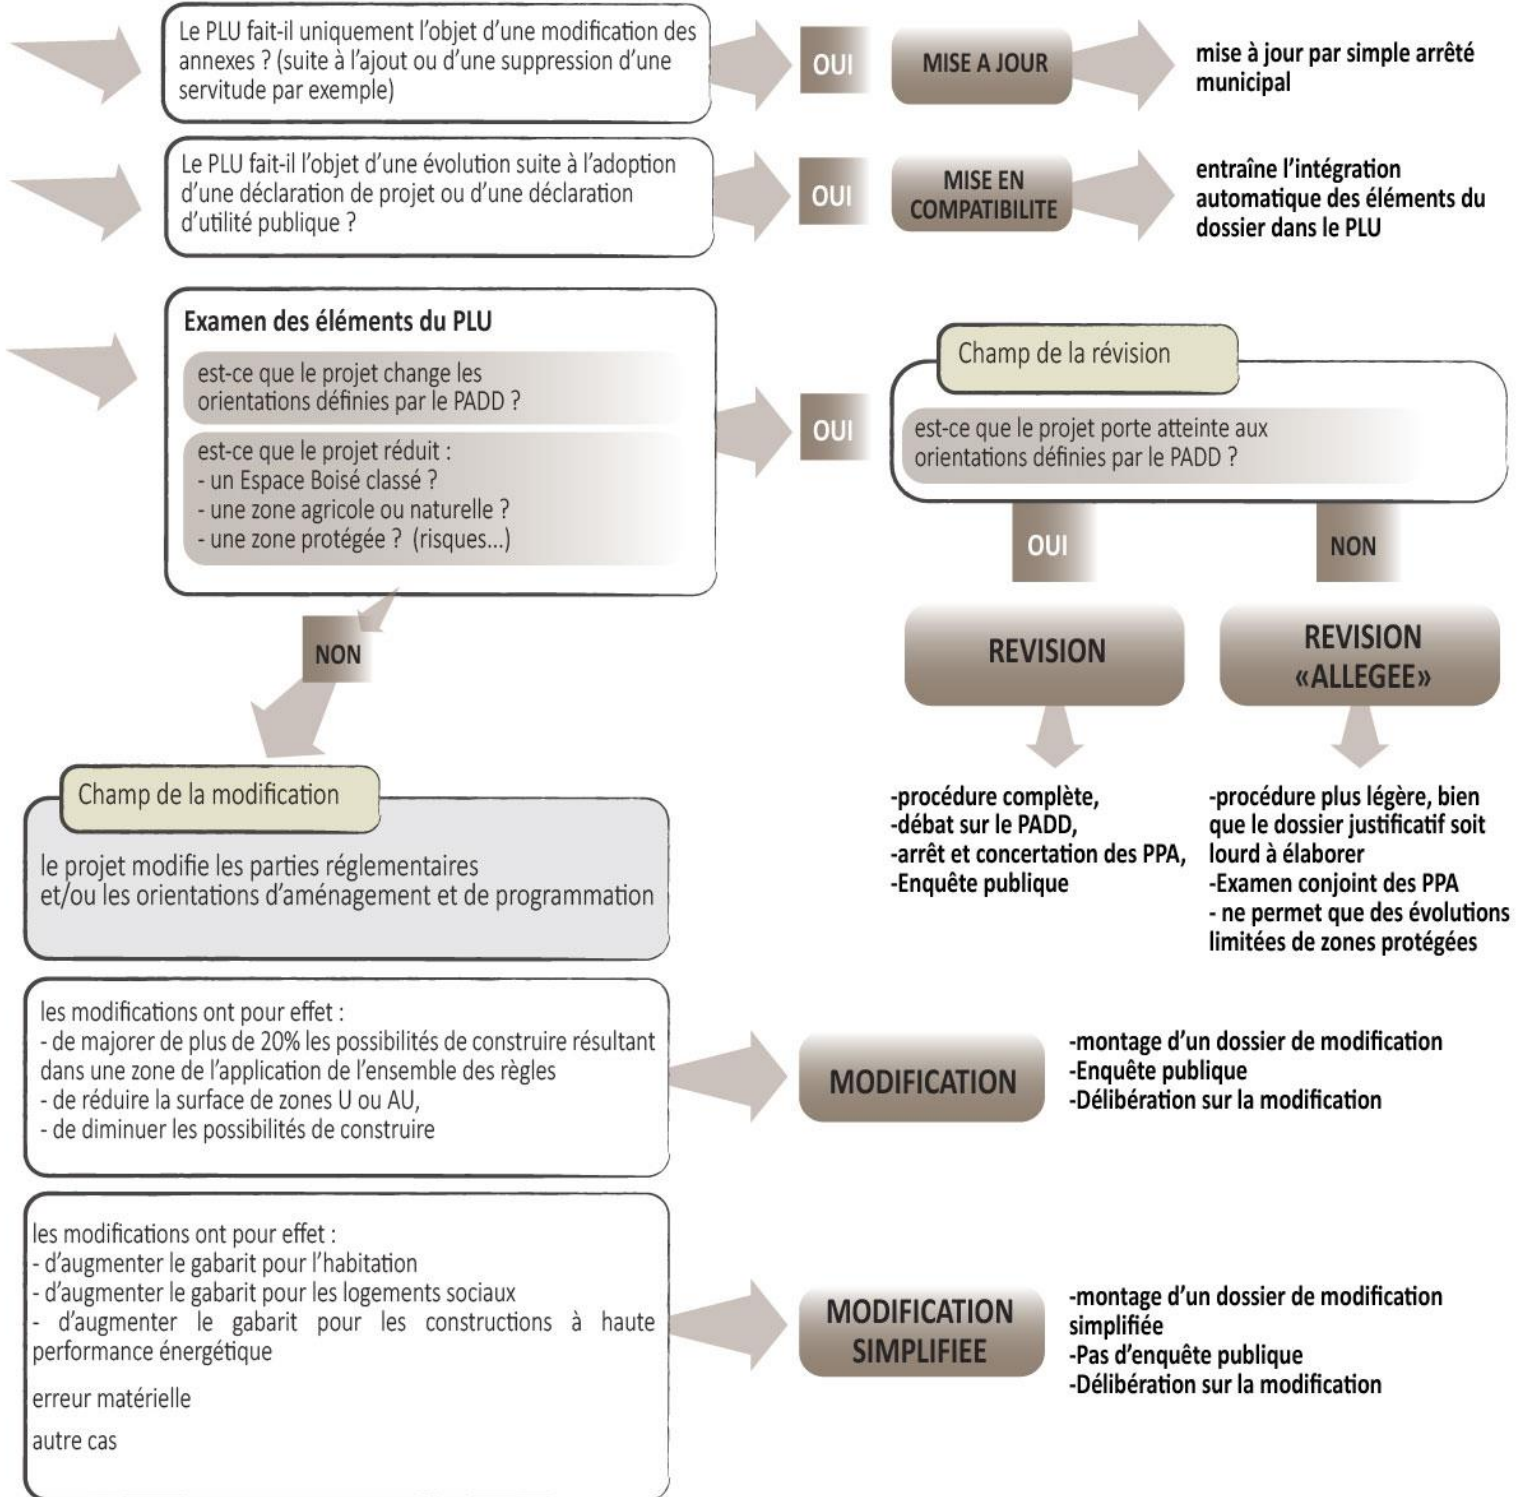 Le PLU fait-il uniquement l'objet d'une modification des
annexes ? (suite à l'ajout ou d'une suppression d'une
servitude par exemple)
OUI
MISE A JOUR
mise à jour par simple arrêté
municipal
Le PLU fait-il l'objet d'une évolution suite à l'adoption
d'une déclaration de projet ou d'une déclaration
d'utilité publique ?
OUI
MISE EN
COMPATIBILITE
entraîne l'intégration
automatique des éléments du
dossier dans le PLU
Examen des éléments du PLU
est-ce que le projet change les
orientations définies par le PADD ?
est-ce que le projet réduit :
- un Espace Boisé classé ?
- une zone agricole ou naturelle ?
- une zone protégée ? (risques...)
OUI
Champ de la révision
est-ce que le projet porte atteinte aux
orientations définies par le PADD ?
OUI
NON
REVISION
REVISION
«ALLEGEE»
-procédure complète,
-débat sur le PADD,
-arrêt et concertation des PPA,
-Enquête publique
-procédure plus légère, bien
que le dossier justificatif soit
lourd à élaborer
-Examen conjoint des PPA
- ne permet que des évolutions
limitées de zones protégées
NON
Champ de la modification
le projet modifie les parties réglementaires
et/ou les orientations d'aménagement et de programmation
les modifications ont pour effet :
- de majorer de plus de 20% les possibilités de construire résultant
dans une zone de l'application de l'ensemble des règles
- de réduire la surface de zones U ou AU,
- de diminuer les possibilités de construire
MODIFICATION
-montage d'un dossier de modification
-Enquête publique
-Délibération sur la modification
les modifications ont pour effet :
- d'augmenter le gabarit pour l'habitation
- d'augmenter le gabarit pour les logements sociaux
- d'augmenter le gabarit pour les constructions à haute
performance énergétique
erreur matérielle
autre cas
MODIFICATION
SIMPLIFIEE
-montage d'un dossier de modification
simplifiée
-Pas d'enquête publique
-Délibération sur la modification